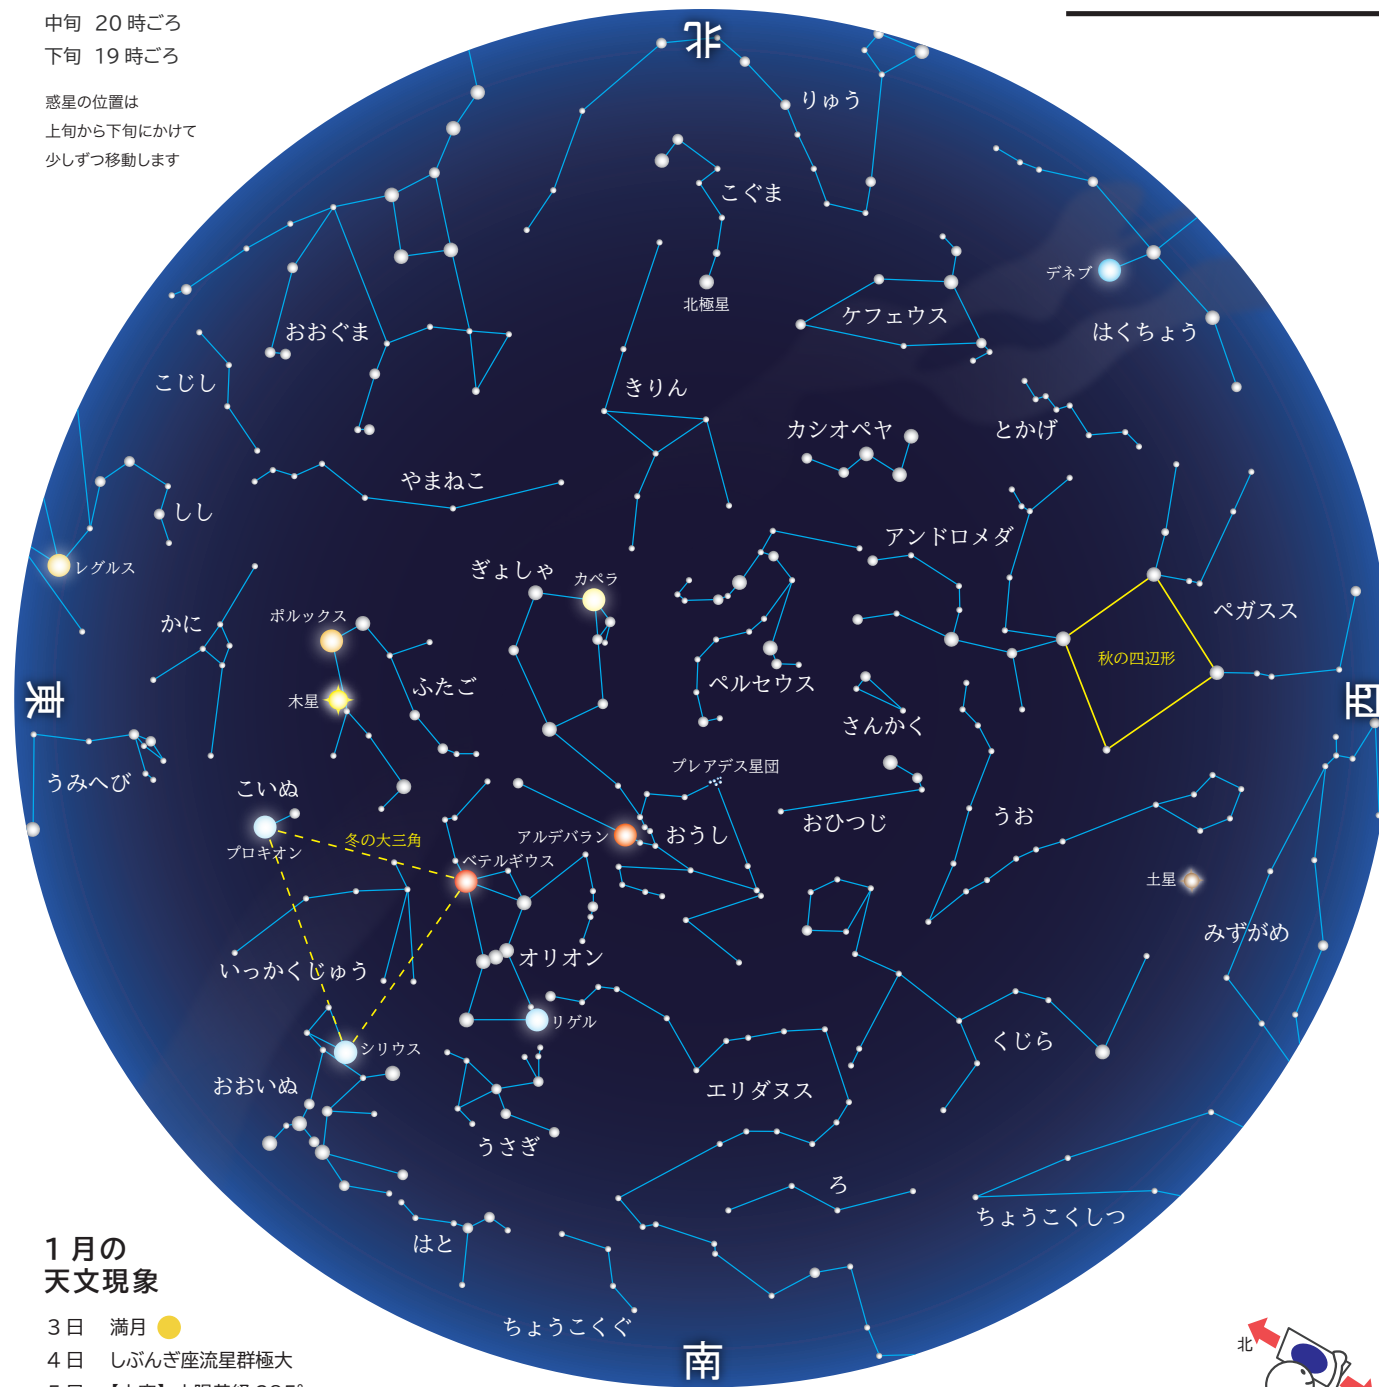 中旬 20時ごろ
下旬 19時ごろ
惑星の位置は
上旬から下旬にかけて
少しずつ移動します
北
りゅう
こぐま
北極星
デネブ
ケフェウス
はくちょう
おおぐま
こじし
きりん
カシオペヤ
とかげ
やまねこ
しし
アンドロメダ
レグルス
ぎょしゃ
カペラ
かに
ポルックス
ペガスス
秋の四辺形
東
木星
ふたご
ペルセウス
さんかく
西
うみへび
こいぬ
プレアデス星団
プロキオン
冬の大三角
アルデバラン
おうし
おひつじ
うお
ベテルギウス
土星
みずがめ
いっかくじゅう
オリオン
リゲル
シリウス
くじら
おおいぬ
エリダヌス
うさぎ
ろ
ちょうこくしつ
はと
ちょうこくぐ
南
1月の
天文現象
3日 満月
4日 しぶんぎ座流星群極大
北